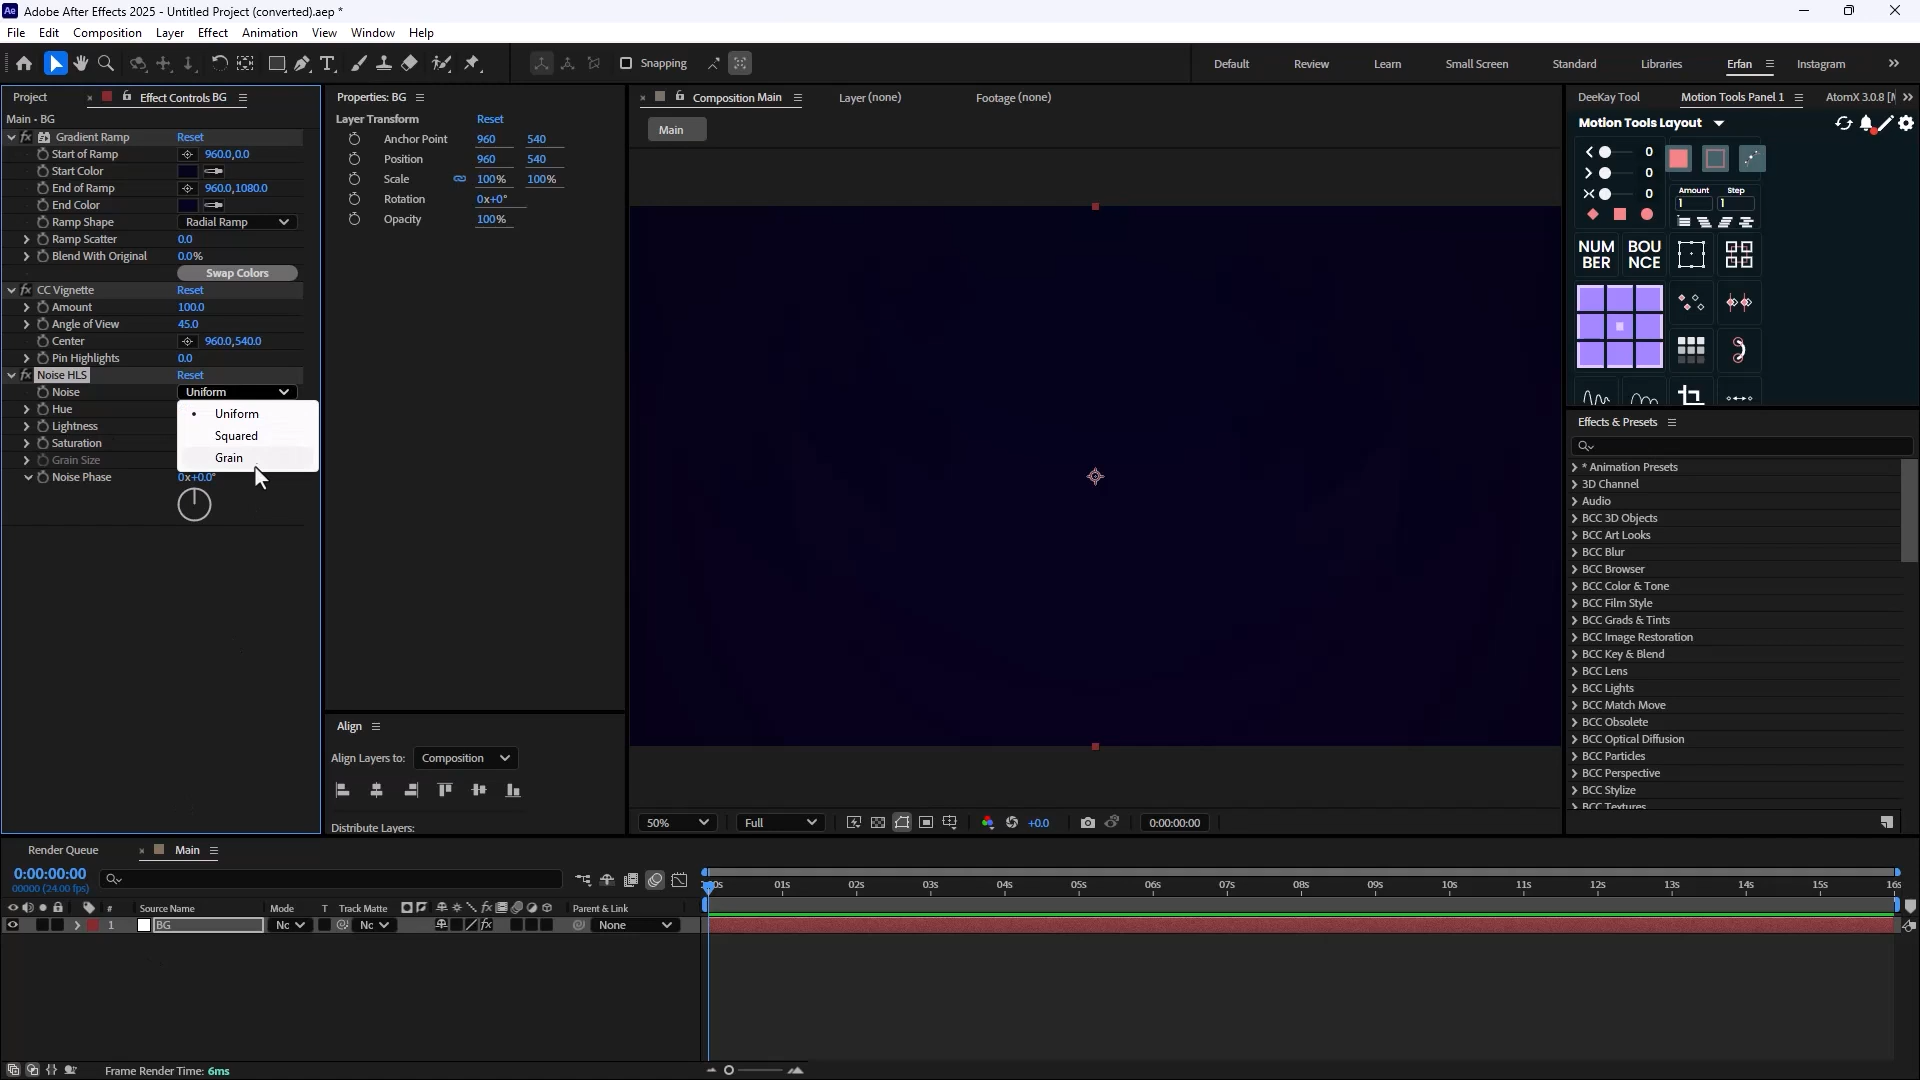 Ae Adobe After Effects 2025 - Untitled Project (converted).aep *
File Edit Composition Layer Effect Animation View Window Help
Snapping
Default Review Learn Small Screen Standard Libraries Erfan Instagram
Project Effect Controls BG
Main - BG
Gradient Ramp Reset
Start of Ramp 960.0,0.0
Start Color
End of Ramp 960.0,1080.0
End Color
Ramp Shape Radial Ramp
Ramp Scatter 0.0
Blend With Original 0.0%
Swap Colors
CC Vignette Reset
Amount 100.0
Angle of View 45.0
Center 960.0,540.0
Pin Highlights 0.0
Noise HLS Reset
Noise Uniform
Hue
Lightness
Saturation
Grain Size
Noise Phase 0x+0.0°
Uniform
Squared
Grain
Properties: BG
Layer Transform Reset
Anchor Point 960 540
Position 960 540
Scale 100% 100%
Rotation 0x+0°
Opacity 100%
Align
Align Layers to: Composition
Distribute Layers:
Composition Main Layer (none) Footage (none)
Main
50% Full +0.0 0:00:00:00
DeeKay Tool Motion Tools Panel 1 AtomX 3.0.8
Motion Tools Layout
0
0
0
Amount Step
1 1
NUM
BER
BOU
NCE
Effects & Presets
* Animation Presets
3D Channel
Audio
BCC 3D Objects
BCC Art Looks
BCC Blur
BCC Browser
BCC Color & Tone
BCC Film Style
BCC Grads & Tints
BCC Image Restoration
BCC Key & Blend
BCC Lens
BCC Lights
BCC Match Move
BCC Obsolete
BCC Optical Diffusion
BCC Particles
BCC Perspective
BCC Stylize
BCC Textures
Render Queue Main
0:00:00:00
00000 (24.00 fps)
01s 02s 03s 04s 05s 06s 07s 08s 09s 10s 11s 12s 13s 14s 15s 16s
# Source Name Mode T Track Matte Parent & Link
1 BG Nc Nc None
Frame Render Time: 6ms